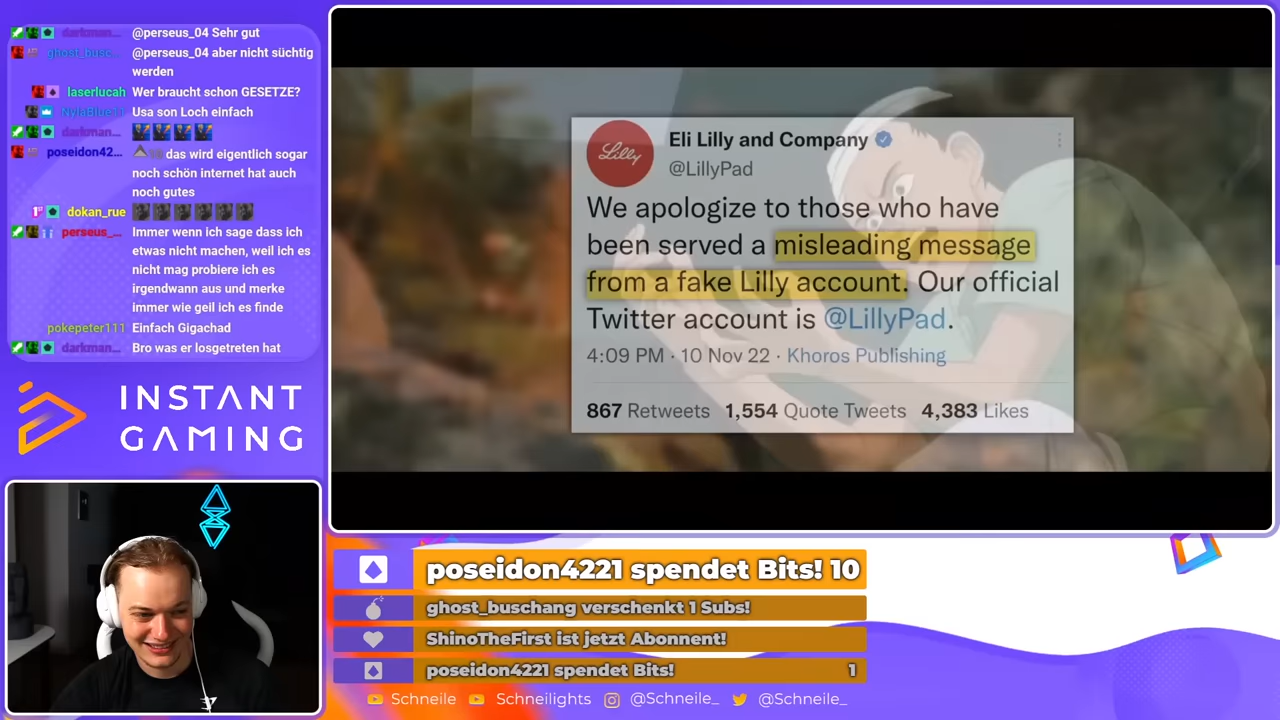 darkman... @perseus_04 Sehr gut
ghost_busc... @perseus_04 aber nicht süchtig
werden
laserlucah Wer braucht schon GESETZE?
NylaBlue11 Usa son Loch einfach
darkman...
poseidon42... das wird eigentlich sogar
noch schön internet hat auch
noch gutes
dokan_rue
perseus_... Immer wenn ich sage dass ich
etwas nicht machen, weil ich es
nicht mag probiere ich es
irgendwann aus und merke
immer wie geil ich es finde
pokepeter111 Einfach Gigachad
darkman... Bro was er losgetreten hat
INSTANT
GAMING
Lilly
Eli Lilly and Company
@LillyPad
We apologize to those who have
been served a misleading message
from a fake Lilly account. Our official
Twitter account is @LillyPad.
4:09 PM · 10 Nov 22 · Khoros Publishing
867 Retweets 1,554 Quote Tweets 4,383 Likes
poseidon4221 spendet Bits! 10
ghost_buschang verschenkt 1 Subs!
ShinoTheFirst ist jetzt Abonnent!
poseidon4221 spendet Bits! 1
Schneile Schneilights @Schneile_ @Schneile_